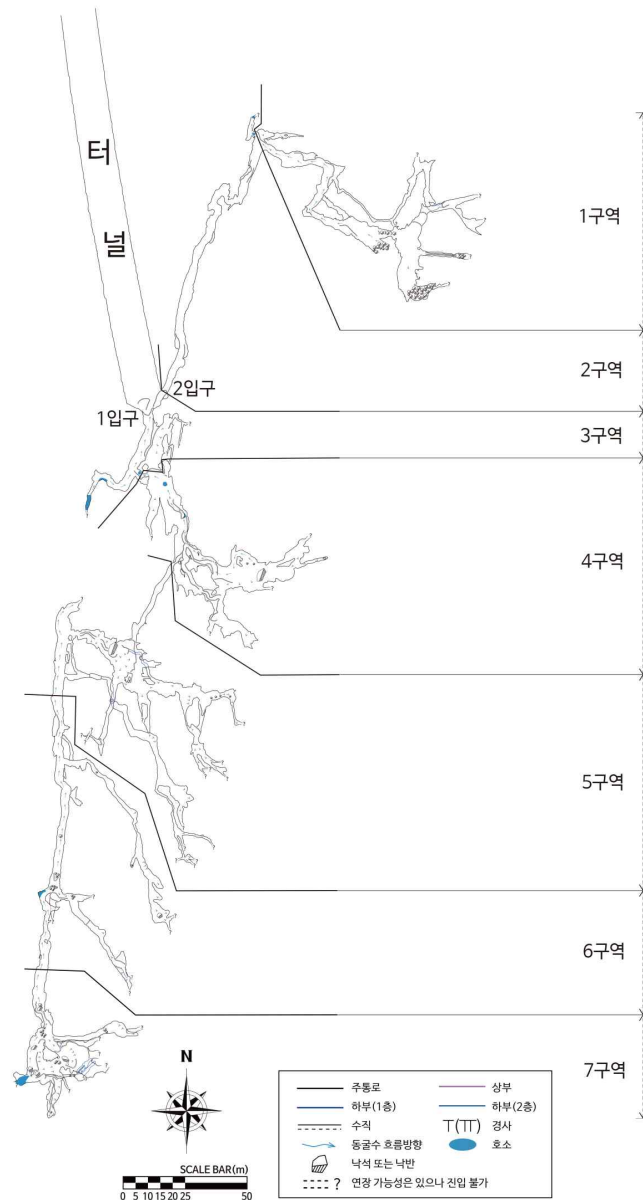 터
널
1구역
2구역
2입구
1입구
3구역
4구역
5구역
6구역
7구역
N
SCALE BAR(m)
0 5 10 15 20 25 50
주통로 상부
하부(1층) 하부(2층)
수직 경사
동굴수 흐름방향 호소
낙석 또는 낙반
? 연장 가능성은 있으나 진입 불가